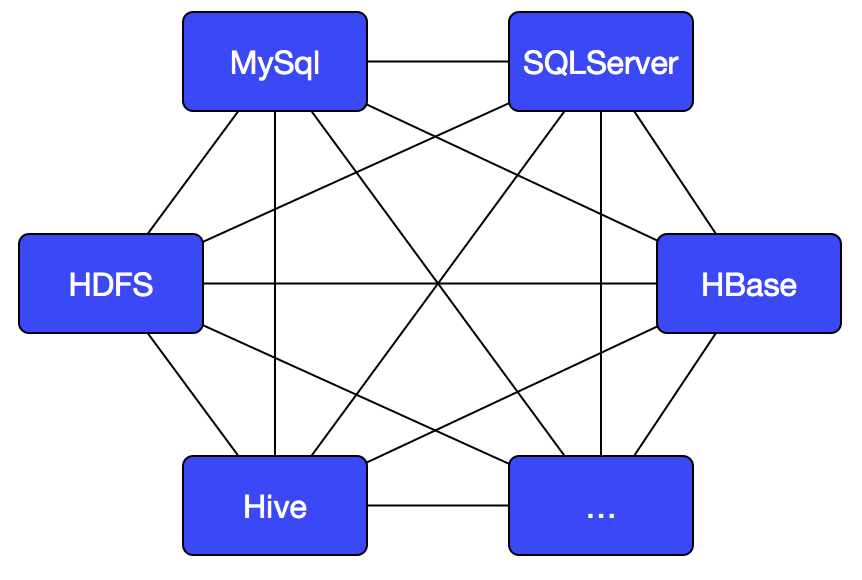 MySql
SQLServer
HDFS
HBase
Hive
...